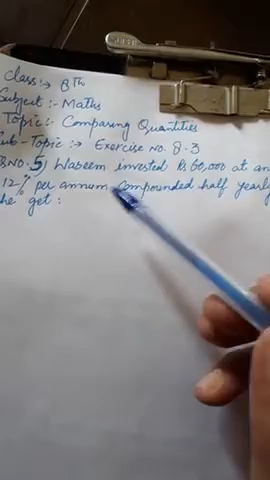 Class:→ 8Th
Subject:- Maths
Topic:- Comparing Quantities
Sub-Topic:→ Exercise No. 8.3
QNO.5) Waseem invested Rs.60,000 at an
12% per annum compounded half yearly
he get: